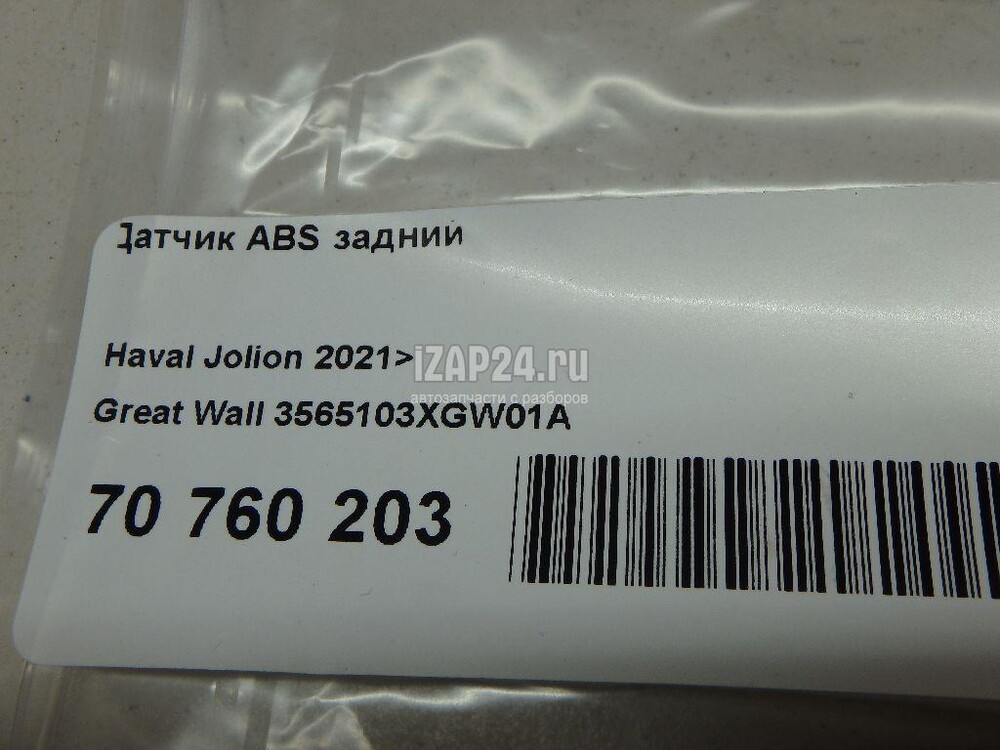 Датчик ABS задний
Haval Jolion 2021>
iZAP24.ru
автозапчасти с разборов
Great Wall 3565103XGW01A
70 760 203